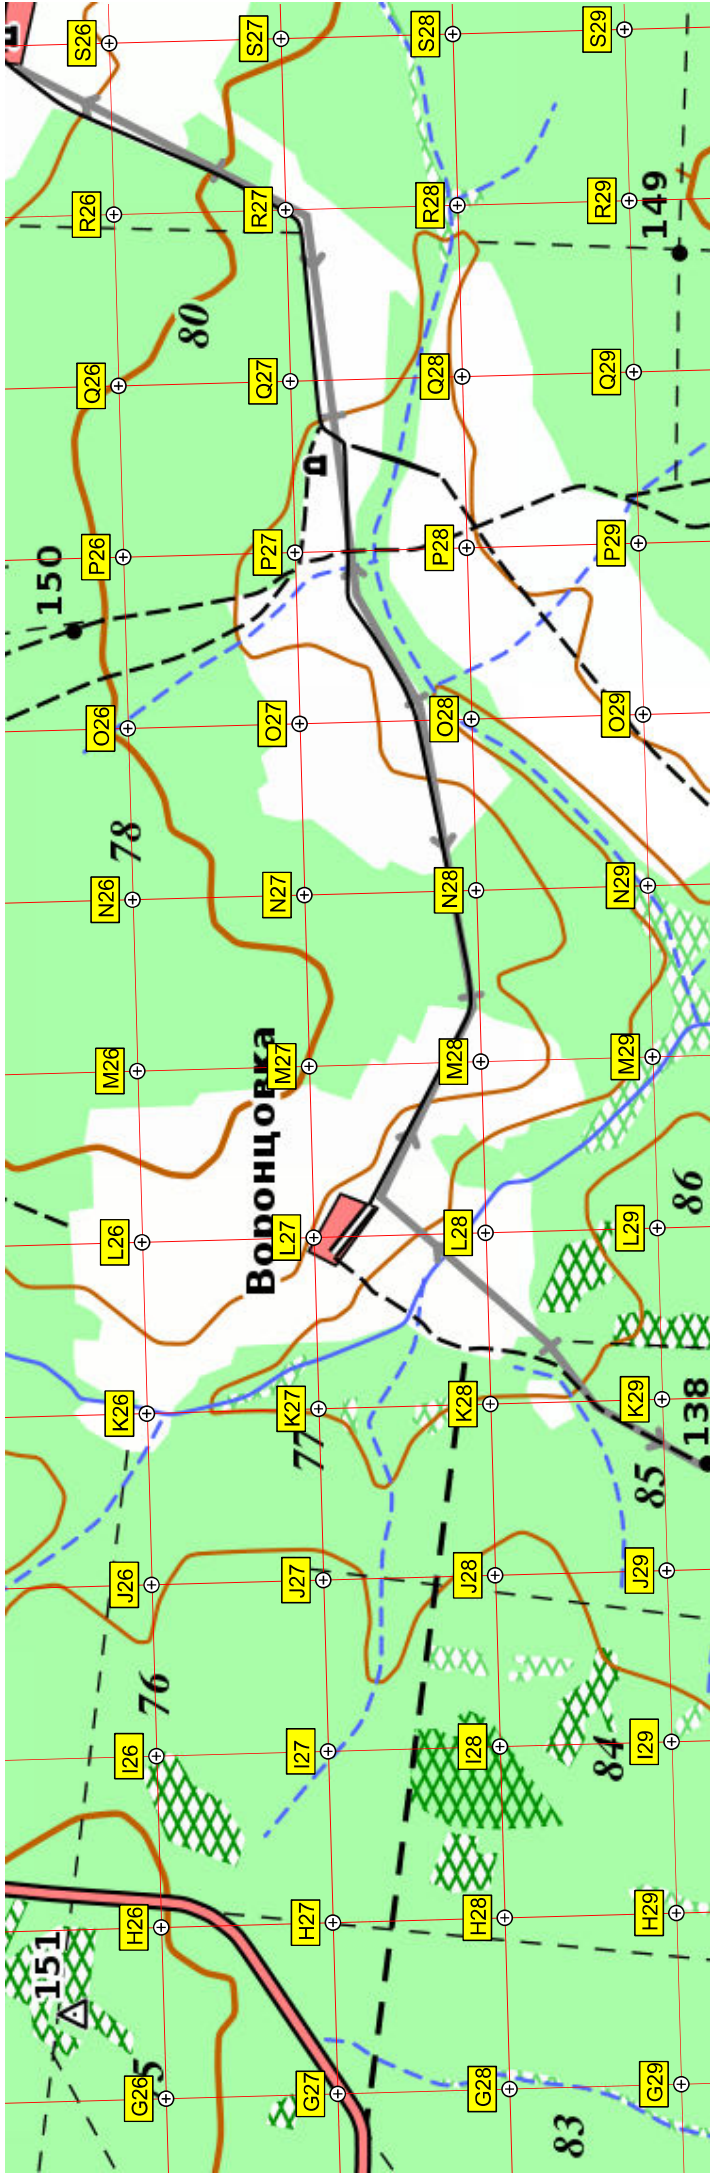 S26 S27 S28 S29
149
R26 R27 R28 R29
80
Q26 Q27 Q28 Q29
П
150
P26 P27 P28 P29
O26 O27 O28 O29
78
N26 N27 N28 N29
Воронцовка
M26 M27 M28 M29
86
L26 L27 L28 L29
K26 K27 K28 K29
138
77
85
J26 J27 J28 J29
76
I26 I27 I28 I29
84
H26 H27 H28 H29
151
G26 G27 G28 G29
5
83